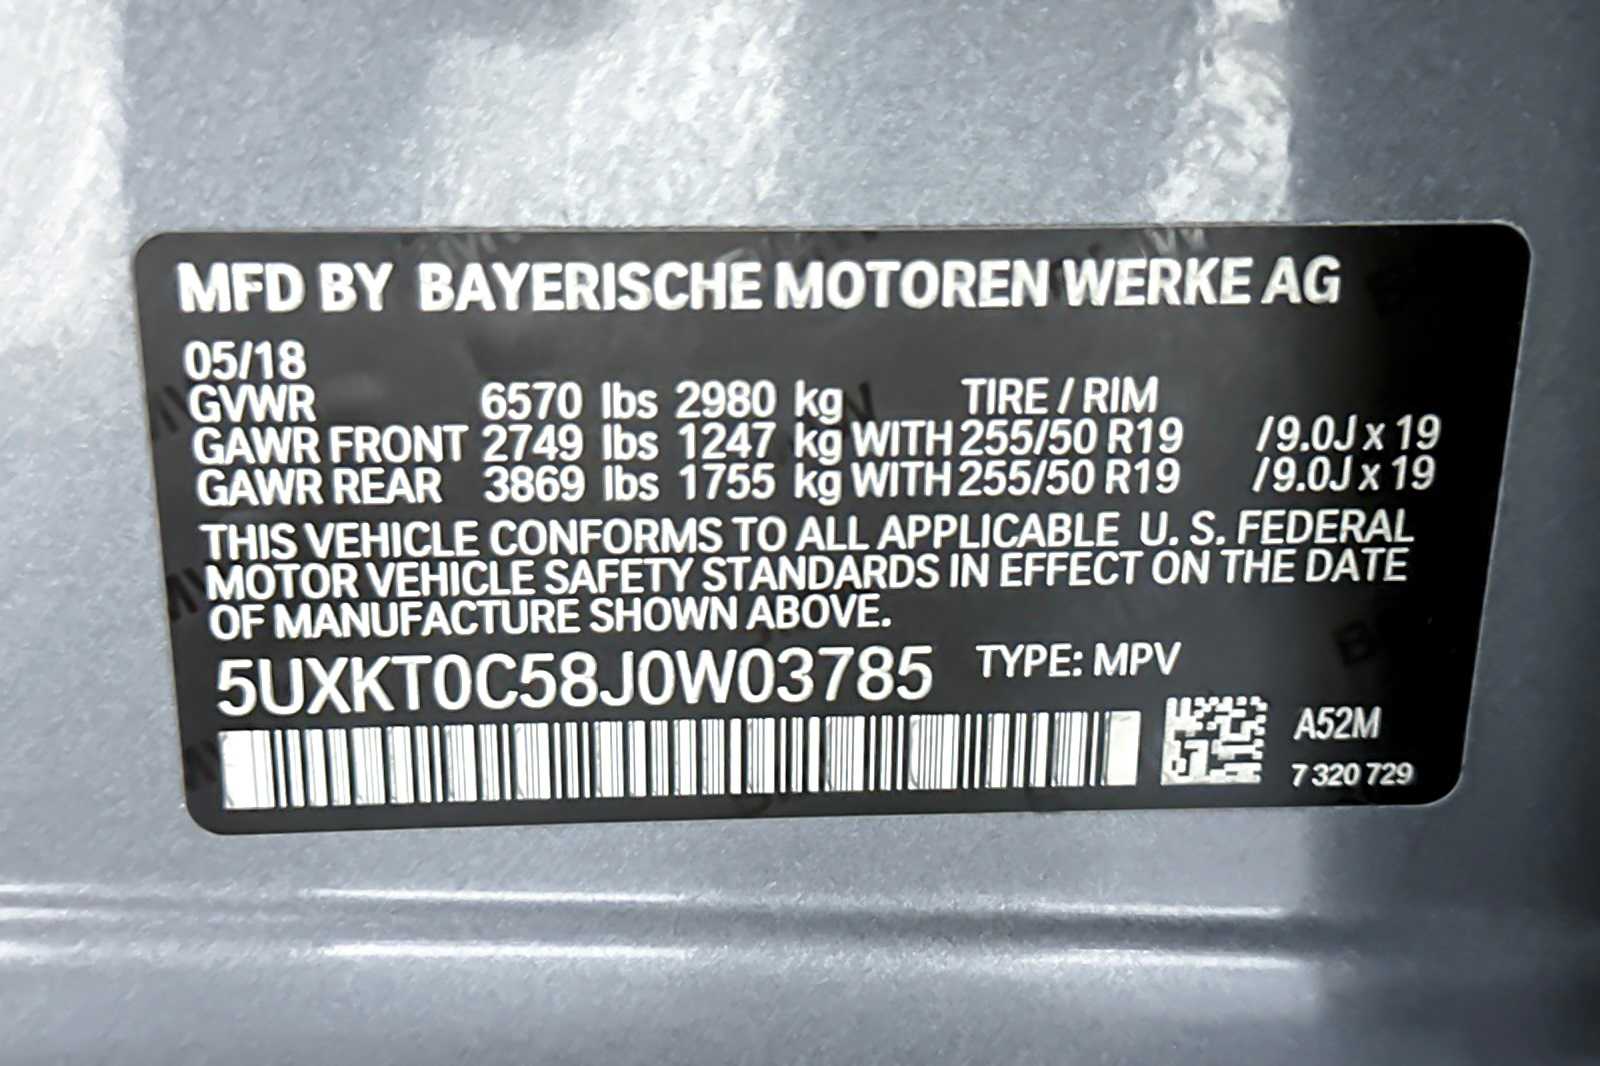 MFD BY BAYERISCHE MOTOREN WERKE AG
05/18
GVWR 6570 lbs 2980 kg TIRE / RIM
GAWR FRONT 2749 lbs 1247 kg WITH 255/50 R19 /9.0J x 19
GAWR REAR 3869 lbs 1755 kg WITH 255/50 R19 /9.0J x 19
THIS VEHICLE CONFORMS TO ALL APPLICABLE U. S. FEDERAL
MOTOR VEHICLE SAFETY STANDARDS IN EFFECT ON THE DATE
OF MANUFACTURE SHOWN ABOVE.
5UXKT0C58J0W03785 TYPE: MPV
A52M
7 320 729